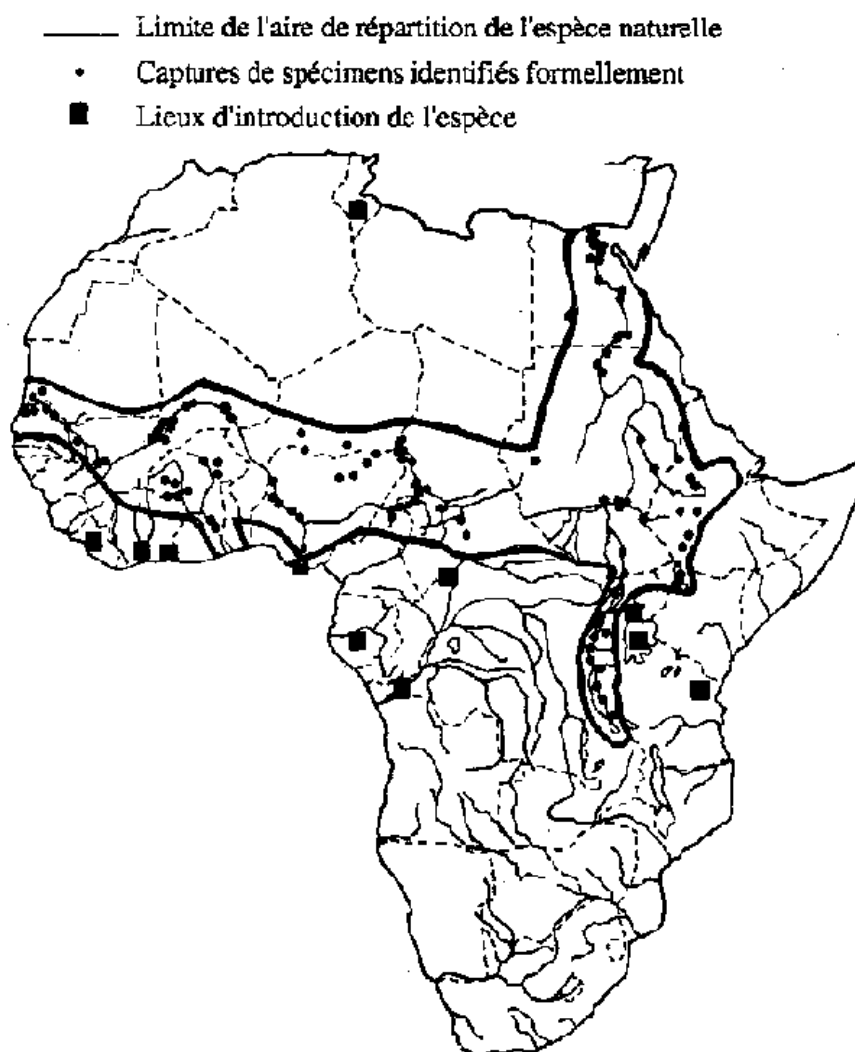 Limite de l'aire de répartition de l'espèce naturelle
Captures de spécimens identifiés formellement
Lieux d'introduction de l'espèce